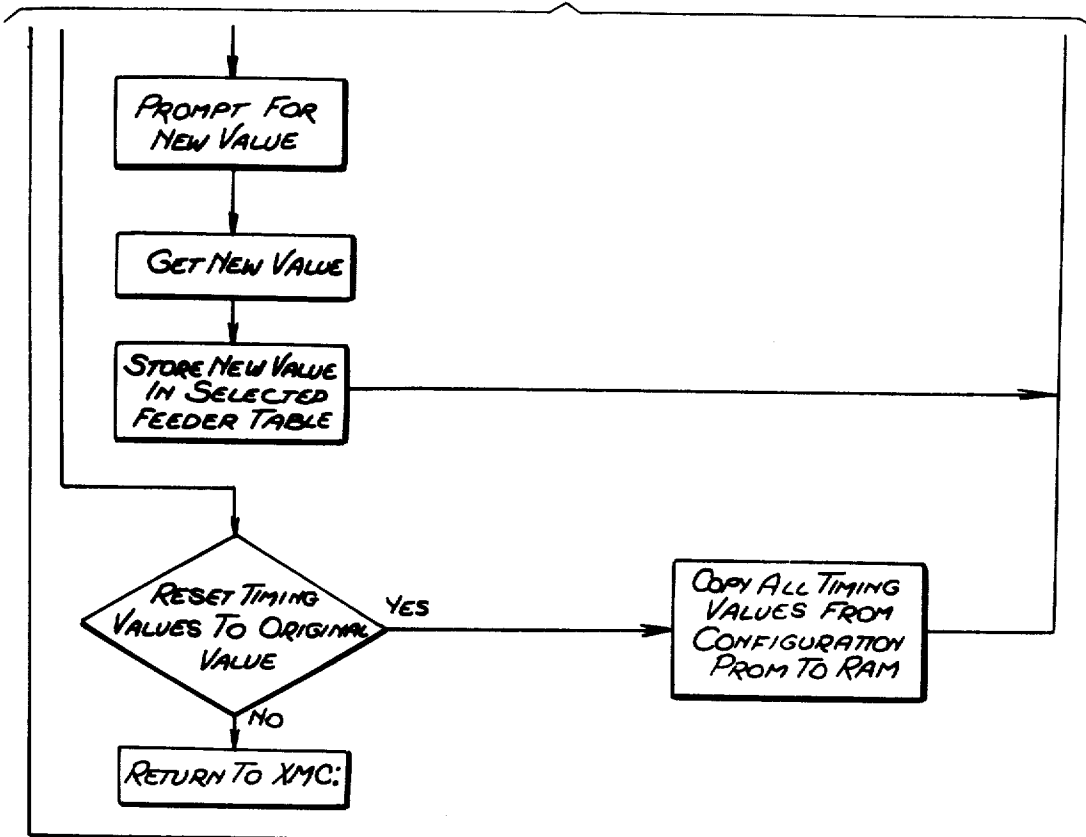 PROMPT FOR
NEW VALUE
GET NEW VALUE
STORE NEW VALUE
IN SELECTED
FEEDER TABLE
RESET TIMING
VALUES TO ORIGINAL
VALUE
YES
COPY ALL TIMING
VALUES FROM
CONFIGURATION
PROM TO RAM
NO
RETURN TO XMC: